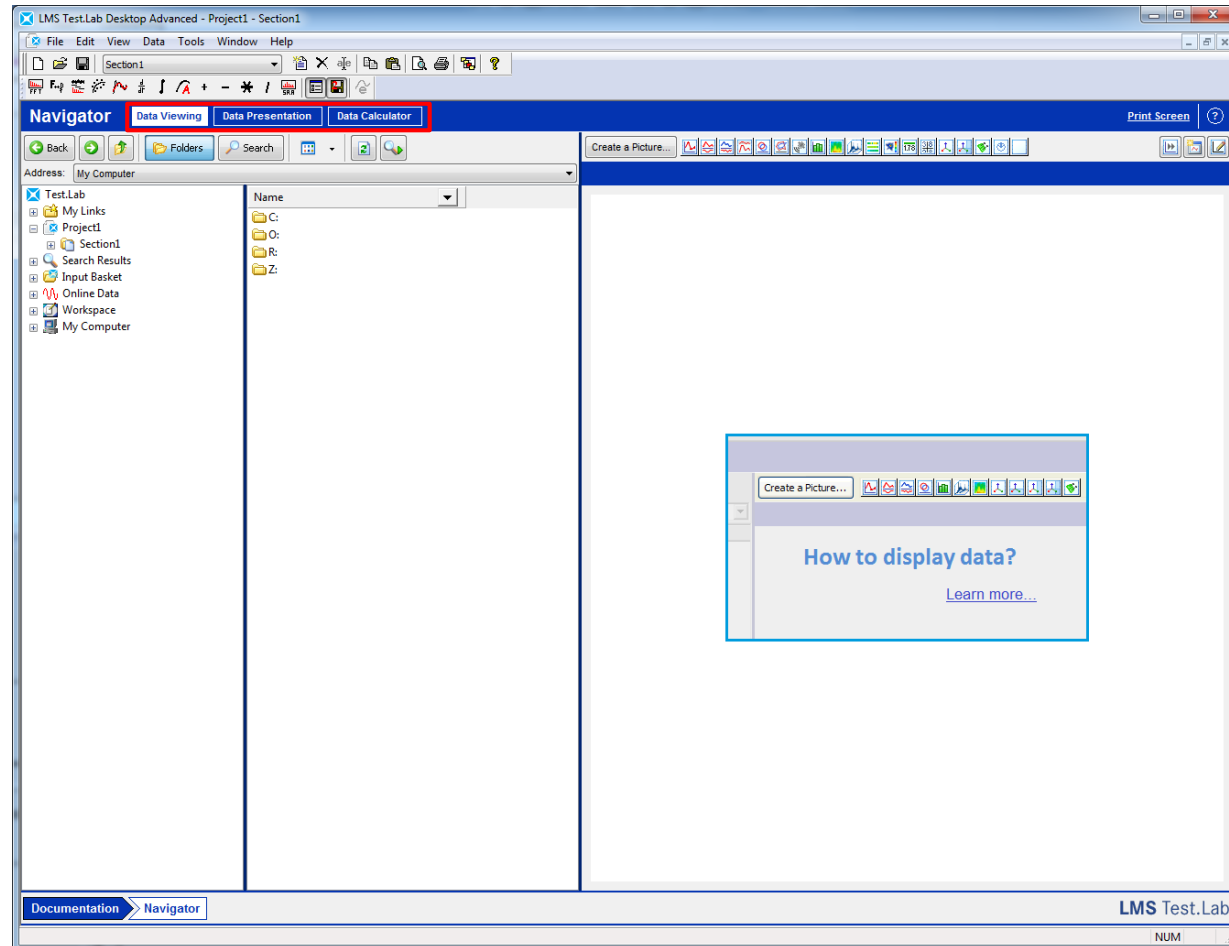 LMS Test.Lab Desktop Advanced - Project1 - Section1
File Edit View Data Tools Window Help
Section1
Navigator Data Viewing Data Presentation Data Calculator Print Screen
Back Folders Search Create a Picture...
Address: My Computer
Test.Lab
My Links
Project1
Section1
Search Results
Input Basket
Online Data
Workspace
My Computer
Name
C:
O:
R:
Z:
Create a Picture...
How to display data?
Learn more...
Documentation Navigator LMS Test.Lab
NUM